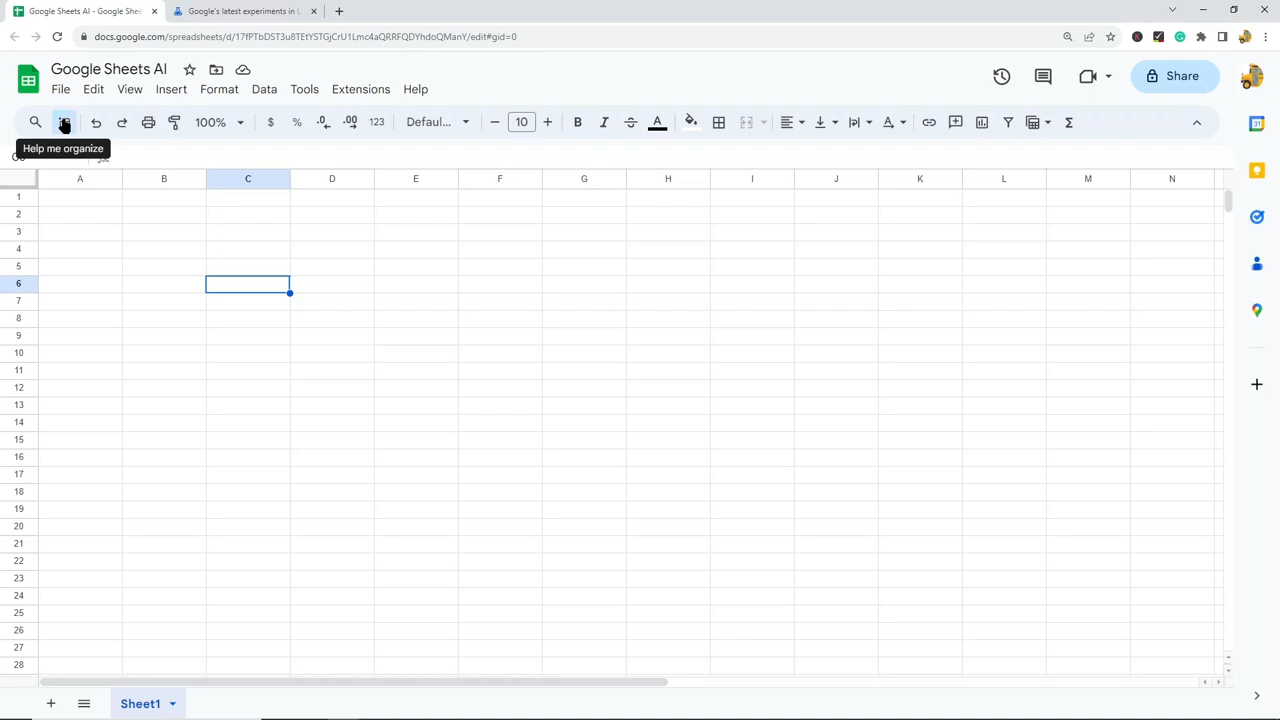 Google Sheets AI - Google Shee
Google's latest experiments in L
docs.google.com/spreadsheets/d/17fPTbDST3u8TEtYSTGjCrU1Lmc4aQRRFQDYhdoQManY/edit#gid=0
Google Sheets AI
Share
File Edit View Insert Format Data Tools Extensions Help
100% $ % .0 .00 123 Defaul... 10 B I S A A Σ
Help me organize
A B C D E F G H I J K L M N
1
2
3
4
5
6
7
8
9
10
11
12
13
14
15
16
17
18
19
20
21
22
23
24
25
26
27
28
Sheet1